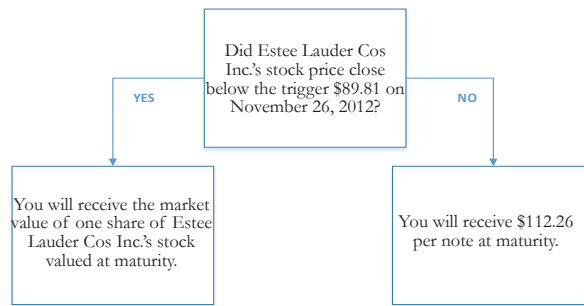 Did Estee Lauder Cos
Inc.'s stock price close
below the trigger $89.81 on
November 26, 2012?
YES
NO
You will receive the market
value of one share of Estee
Lauder Cos Inc.'s stock
valued at maturity.
You will receive $112.26
per note at maturity.